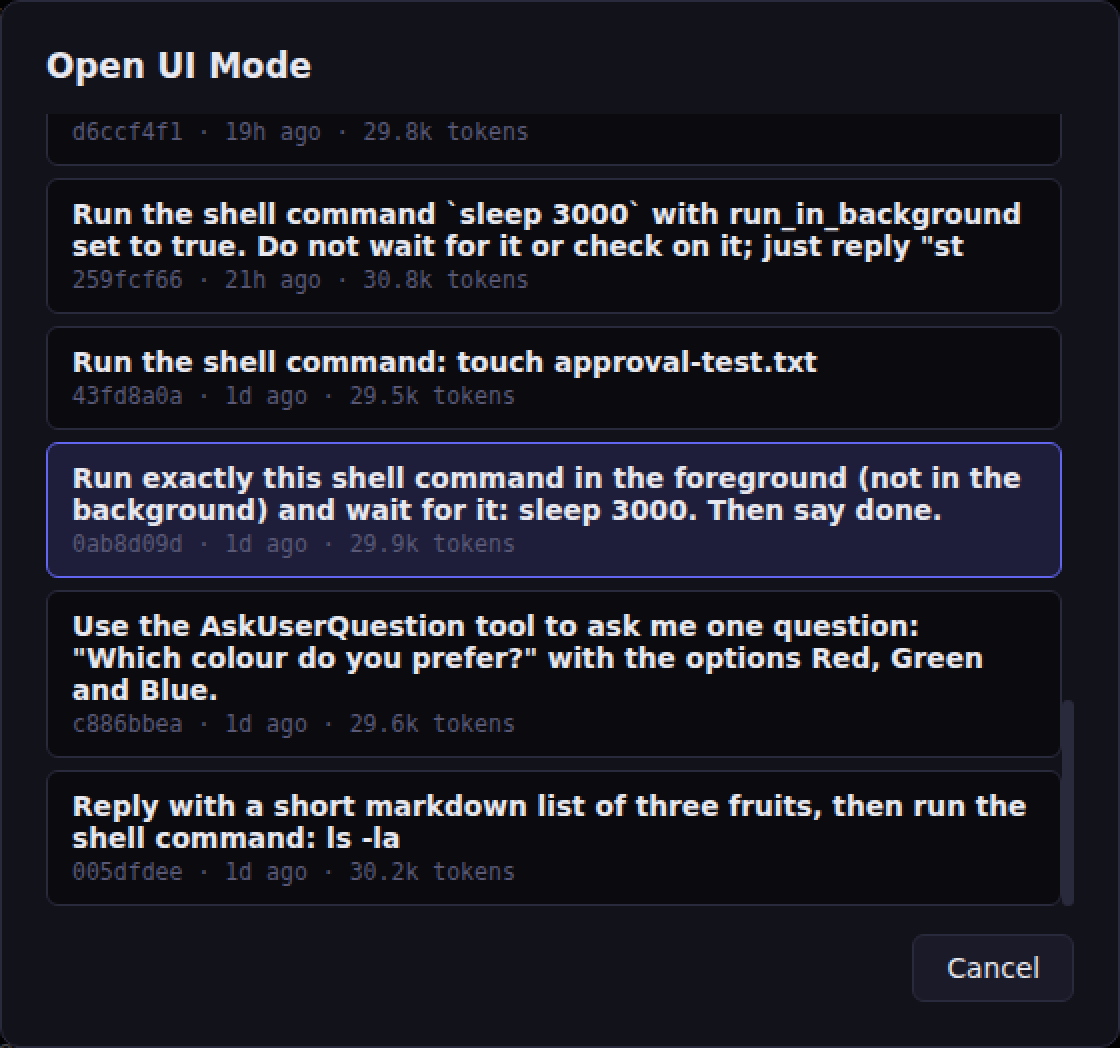 Open UI Mode
d6ccf4f1 · 19h ago · 29.8k tokens
Run the shell command `sleep 3000` with run_in_background
set to true. Do not wait for it or check on it; just reply "st
259fcf66 · 21h ago · 30.8k tokens
Run the shell command: touch approval-test.txt
43fd8a0a · 1d ago · 29.5k tokens
Run exactly this shell command in the foreground (not in the
background) and wait for it: sleep 3000. Then say done.
0ab8d09d · 1d ago · 29.9k tokens
Use the AskUserQuestion tool to ask me one question:
"Which colour do you prefer?" with the options Red, Green
and Blue.
c886bbea · 1d ago · 29.6k tokens
Reply with a short markdown list of three fruits, then run the
shell command: ls -la
005dfdee · 1d ago · 30.2k tokens
Cancel